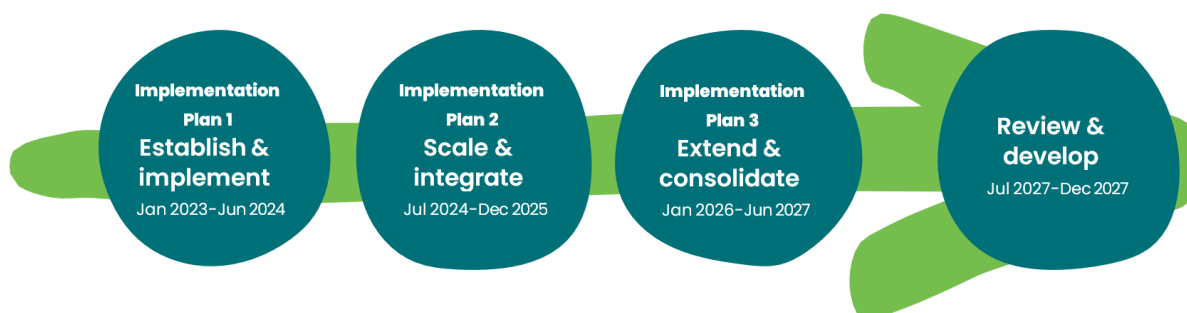 Implementation
Plan 1
Establish &
implement
Jan 2023-Jun 2024
Implementation
Plan 2
Scale &
integrate
Jul 2024-Dec 2025
Implementation
Plan 3
Extend &
consolidate
Jan 2026-Jun 2027
Review &
develop
Jul 2027-Dec 2027